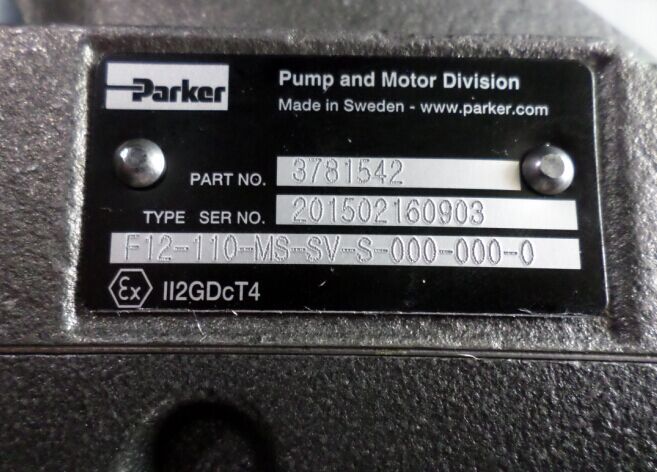 Parker
Pump and Motor Division
Made in Sweden - www.parker.com
PART NO. 3781542
TYPE SER NO. 201502160903
F12-110-MS-SV-S-000-000-0
Ex II2GDcT4